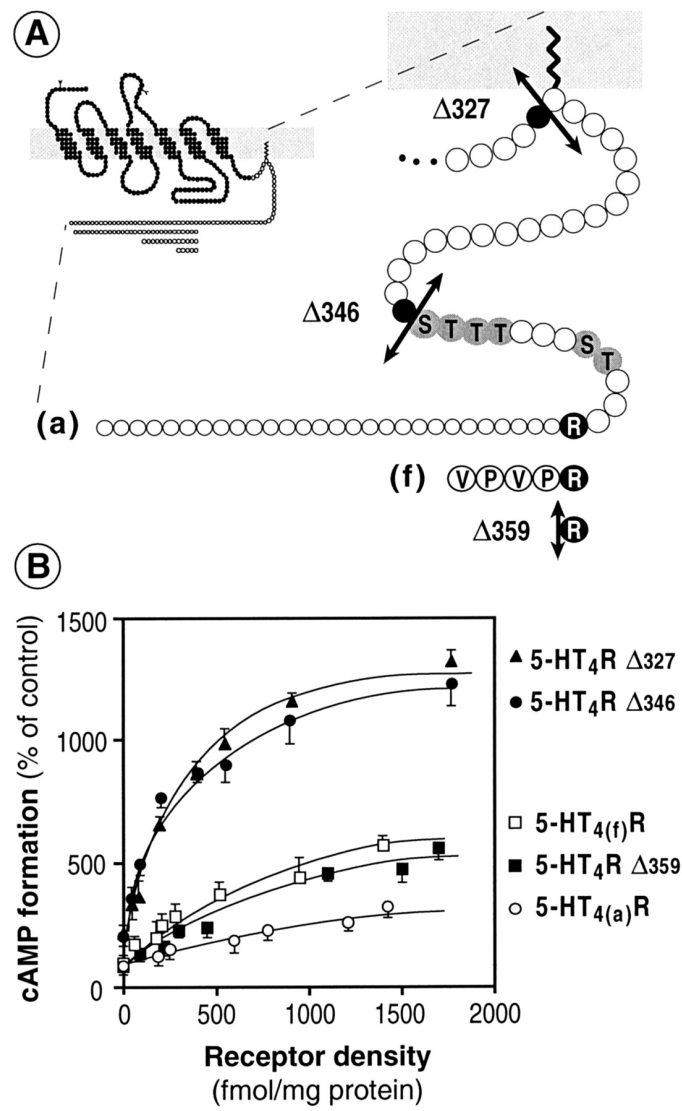 A
Δ327
Δ346
S T T T S T
(a) R
(f) V P V P R
Δ359 R
B
cAMP formation (% of control)
1500
1000
500
0
0 500 1000 1500 2000
Receptor density
(fmol/mg protein)
▲ 5-HT₄R Δ327
● 5-HT₄R Δ346
□ 5-HT₄₍f₎R
■ 5-HT₄R Δ359
○ 5-HT₄₍a₎R